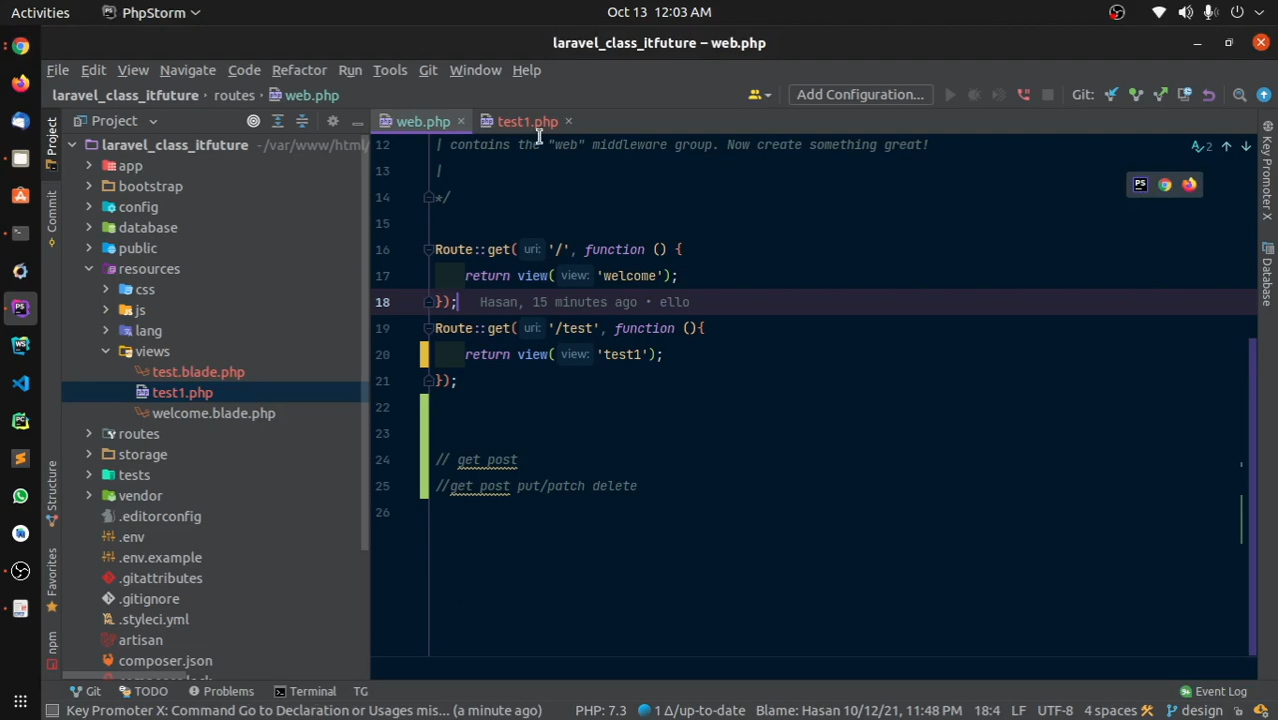 Activities
PhpStorm
Oct 13 12:03 AM
laravel_class_itfuture – web.php
File Edit View Navigate Code Refactor Run Tools Git Window Help
laravel_class_itfuture routes web.php
Add Configuration...
Git:
Project
web.php
test1.php
laravel_class_itfuture ~/var/www/html/
app
bootstrap
config
database
public
resources
css
js
lang
views
test.blade.php
test1.php
welcome.blade.php
routes
storage
tests
vendor
.editorconfig
.env
.env.example
.gitattributes
.gitignore
.styleci.yml
artisan
composer.json
12 | contains the "web" middleware group. Now create something great!
2
13 |
14 */
15
16 Route::get( uri: '/', function () {
17 return view( view: 'welcome');
18 }); Hasan, 15 minutes ago • ello
19 Route::get( uri: '/test', function (){
20 return view( view: 'test1');
21 });
22
23
24 // get post
25 //get post put/patch delete
26
Project
Commit
Structure
Favorites
npm
Key Promoter X
Database
Git TODO Problems Terminal TG Event Log
Key Promoter X: Command Go to Declaration or Usages mis... (a minute ago) PHP: 7.3 1 Δ/up-to-date Blame: Hasan 10/12/21, 11:48 PM 18:4 LF UTF-8 4 spaces design